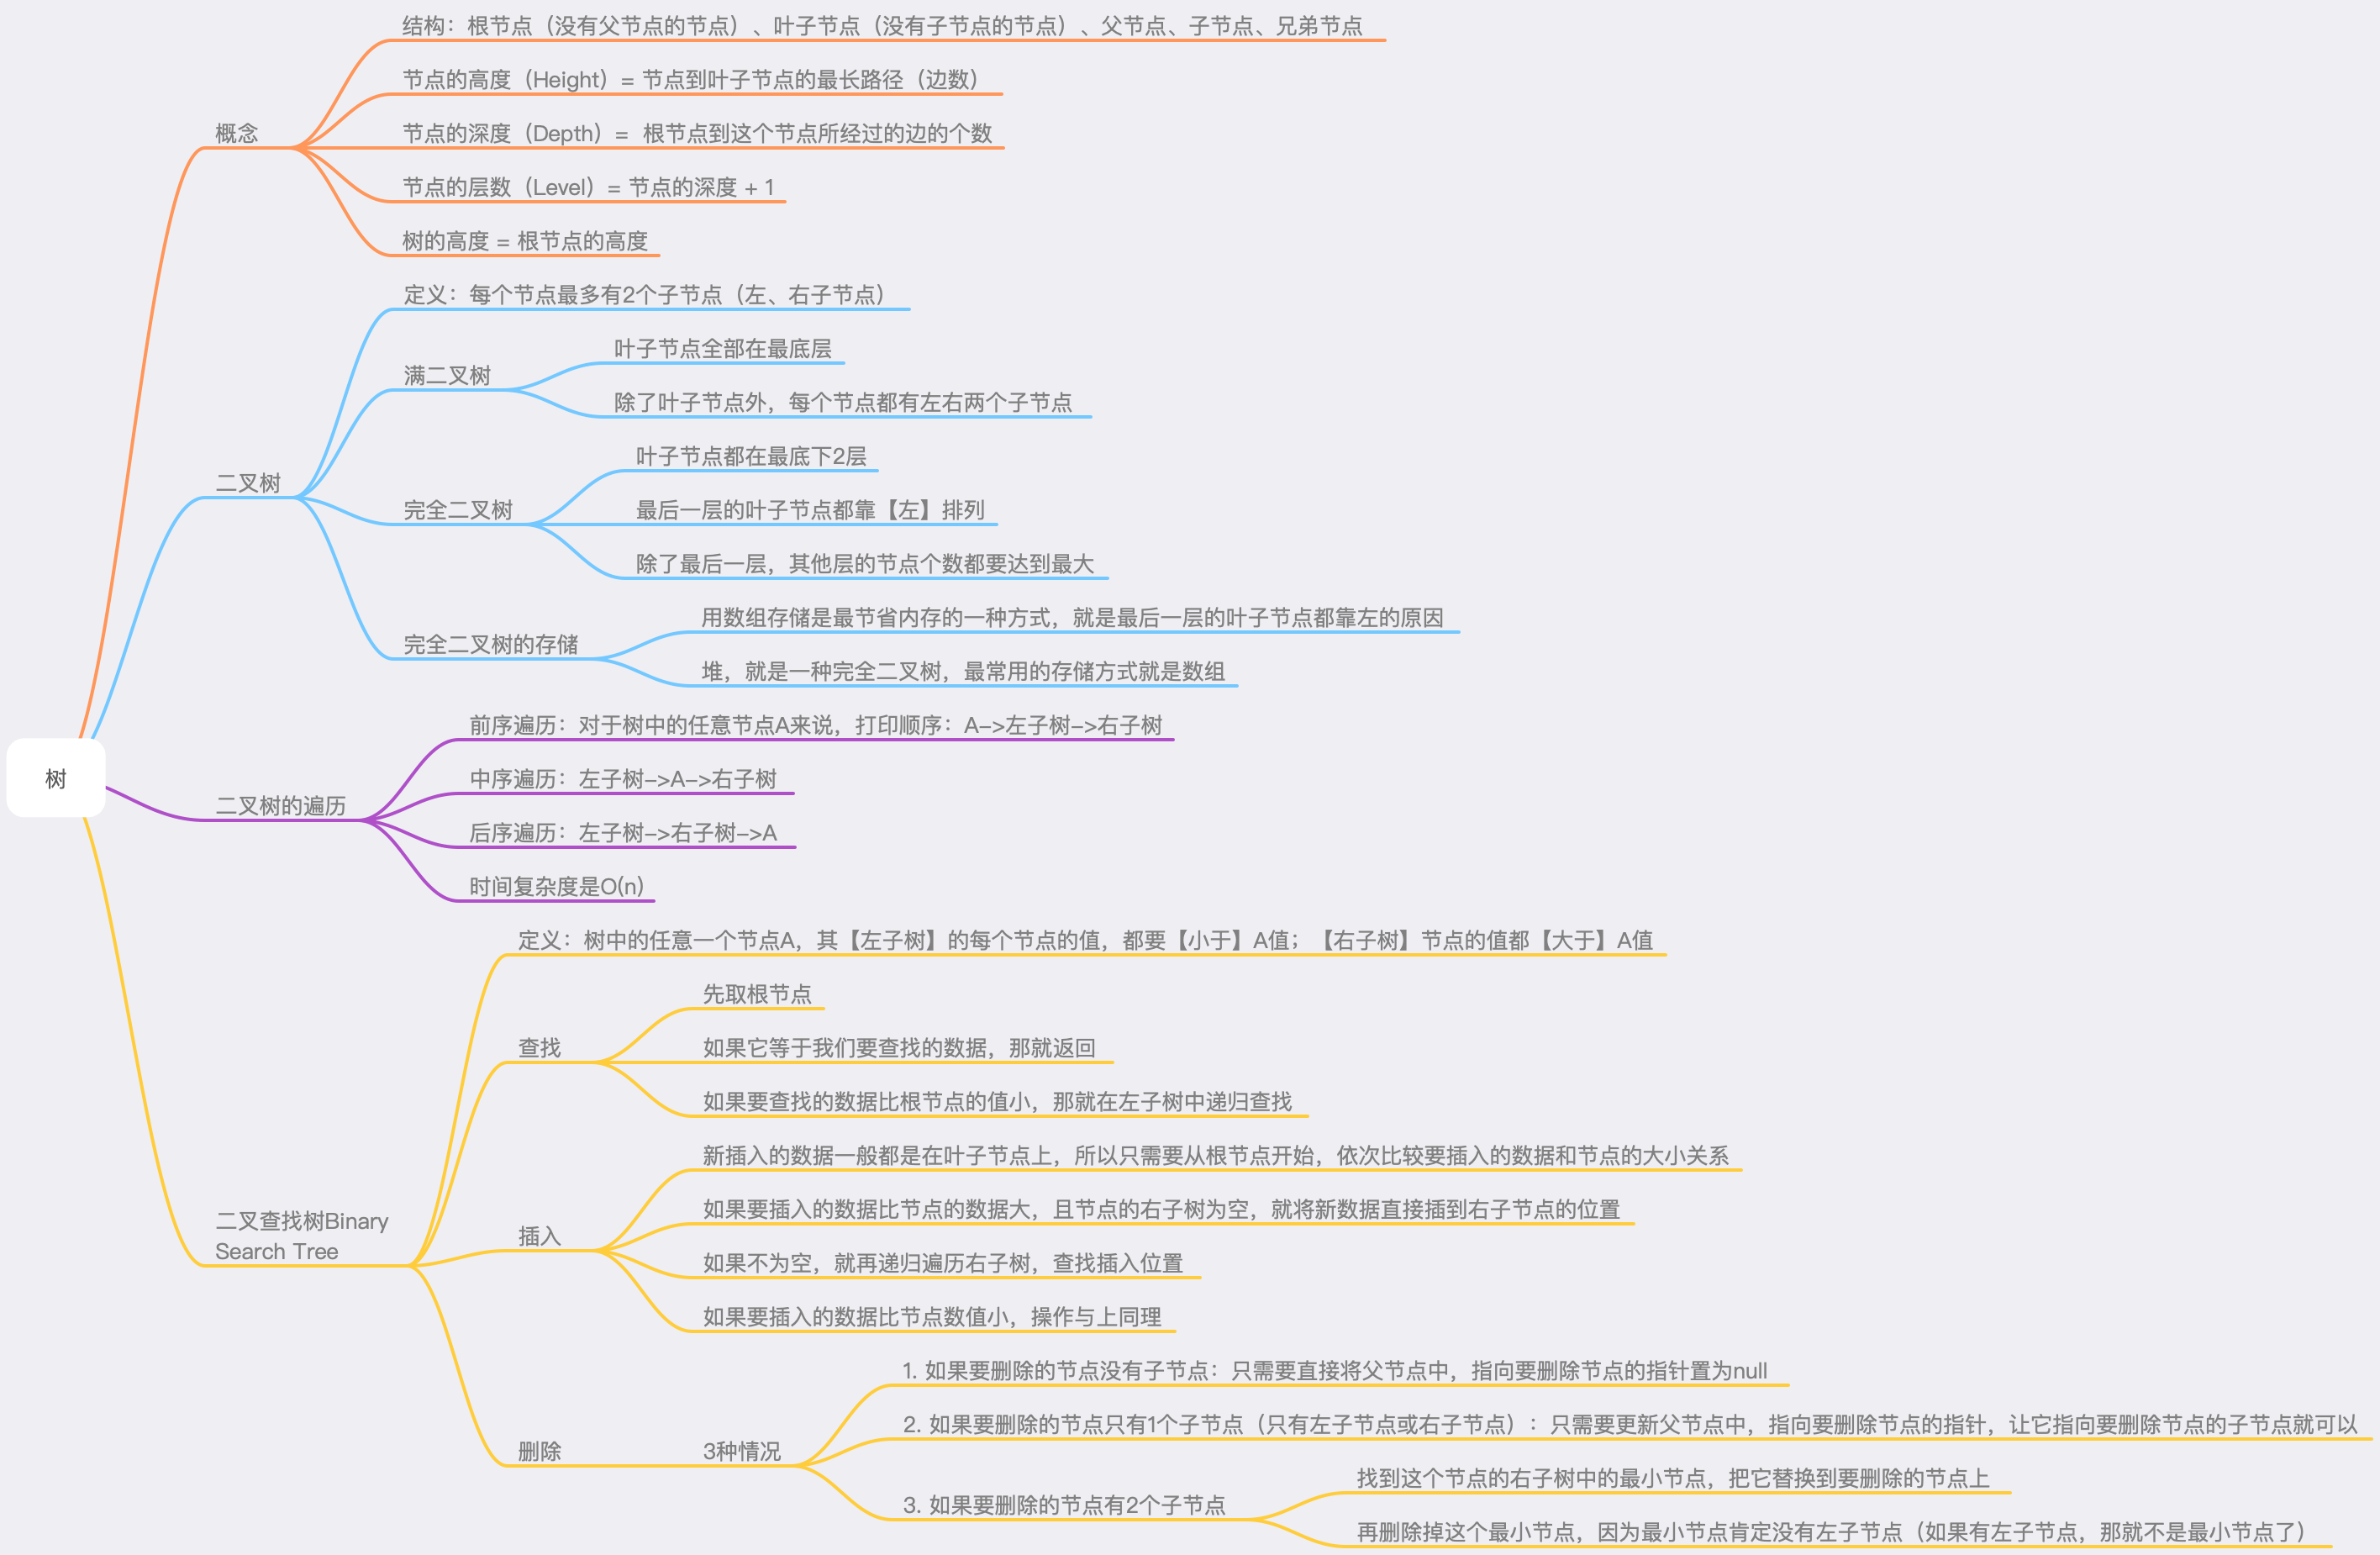 结构：根节点（没有父节点的节点）、叶子节点（没有子节点的节点）、父节点、子节点、兄弟节点
节点的高度（Height）= 节点到叶子节点的最长路径（边数）
概念
节点的深度（Depth）= 根节点到这个节点所经过的边的个数
节点的层数（Level）= 节点的深度 + 1
树的高度 = 根节点的高度
定义：每个节点最多有2个子节点（左、右子节点）
满二叉树
叶子节点全部在最底层
除了叶子节点外，每个节点都有左右两个子节点
二叉树
完全二叉树
叶子节点都在最底下2层
最后一层的叶子节点都靠【左】排列
除了最后一层，其他层的节点个数都要达到最大
完全二叉树的存储
用数组存储是最节省内存的一种方式，就是最后一层的叶子节点都靠左的原因
堆，就是一种完全二叉树，最常用的存储方式就是数组
树
二叉树的遍历
前序遍历：对于树中的任意节点A来说，打印顺序：A->左子树->右子树
中序遍历：左子树->A->右子树
后序遍历：左子树->右子树->A
时间复杂度是O(n)
二叉查找树Binary
Search Tree
定义：树中的任意一个节点A，其【左子树】的每个节点的值，都要【小于】A值；【右子树】节点的值都【大于】A值
查找
先取根节点
如果它等于我们要查找的数据，那就返回
如果要查找的数据比根节点的值小，那就在左子树中递归查找
插入
新插入的数据一般都是在叶子节点上，所以只需要从根节点开始，依次比较要插入的数据和节点的大小关系
如果要插入的数据比节点的数据大，且节点的右子树为空，就将新数据直接插到右子节点的位置
如果不为空，就再递归遍历右子树，查找插入位置
如果要插入的数据比节点数值小，操作与上同理
删除
3种情况
1. 如果要删除的节点没有子节点：只需要直接将父节点中，指向要删除节点的指针置为null
2. 如果要删除的节点只有1个子节点（只有左子节点或右子节点）：只需要更新父节点中，指向要删除节点的指针，让它指向要删除节点的子节点就可以
3. 如果要删除的节点有2个子节点
找到这个节点的右子树中的最小节点，把它替换到要删除的节点上
再删除掉这个最小节点，因为最小节点肯定没有左子节点（如果有左子节点，那就不是最小节点了）